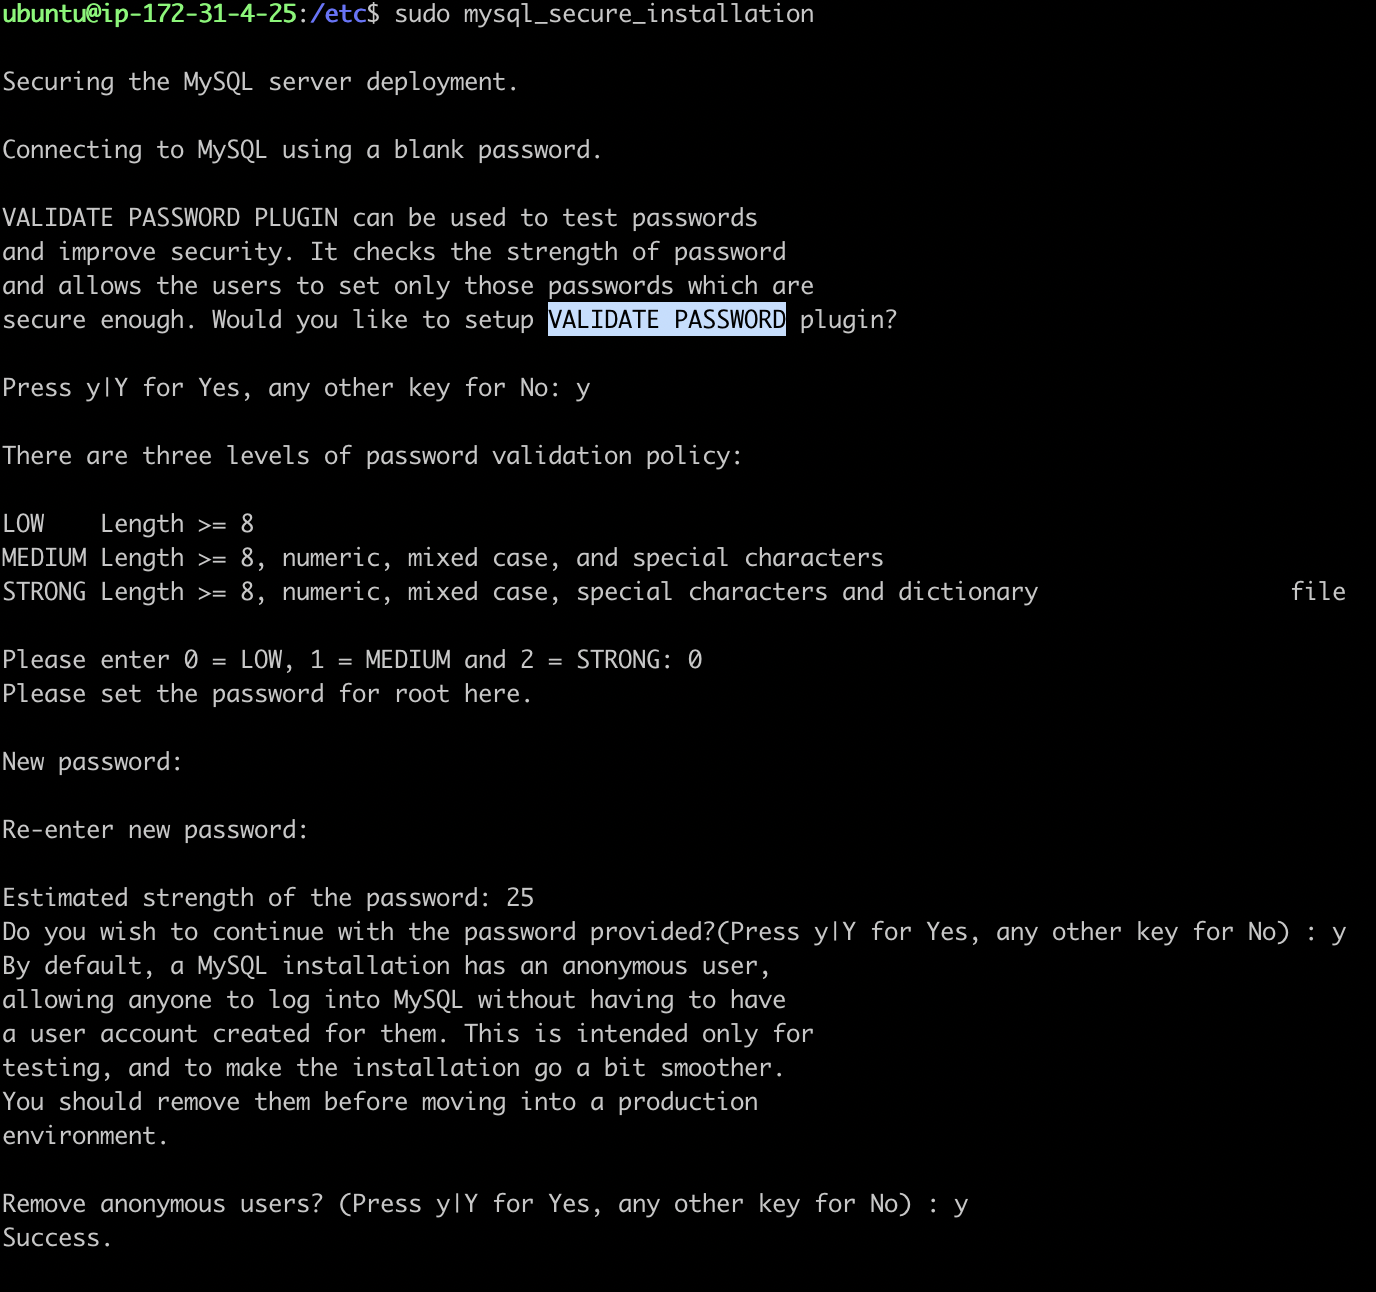 ubuntu@ip-172-31-4-25:/etc$ sudo mysql_secure_installation
Securing the MySQL server deployment.
Connecting to MySQL using a blank password.
VALIDATE PASSWORD PLUGIN can be used to test passwords
and improve security. It checks the strength of password
and allows the users to set only those passwords which are
secure enough. Would you like to setup VALIDATE PASSWORD plugin?
Press y|Y for Yes, any other key for No: y
There are three levels of password validation policy:
LOW    Length >= 8
MEDIUM Length >= 8, numeric, mixed case, and special characters
STRONG Length >= 8, numeric, mixed case, special characters and dictionary                  file
Please enter 0 = LOW, 1 = MEDIUM and 2 = STRONG: 0
Please set the password for root here.
New password:
Re-enter new password:
Estimated strength of the password: 25
Do you wish to continue with the password provided?(Press y|Y for Yes, any other key for No) : y
By default, a MySQL installation has an anonymous user,
allowing anyone to log into MySQL without having to have
a user account created for them. This is intended only for
testing, and to make the installation go a bit smoother.
You should remove them before moving into a production
environment.
Remove anonymous users? (Press y|Y for Yes, any other key for No) : y
Success.